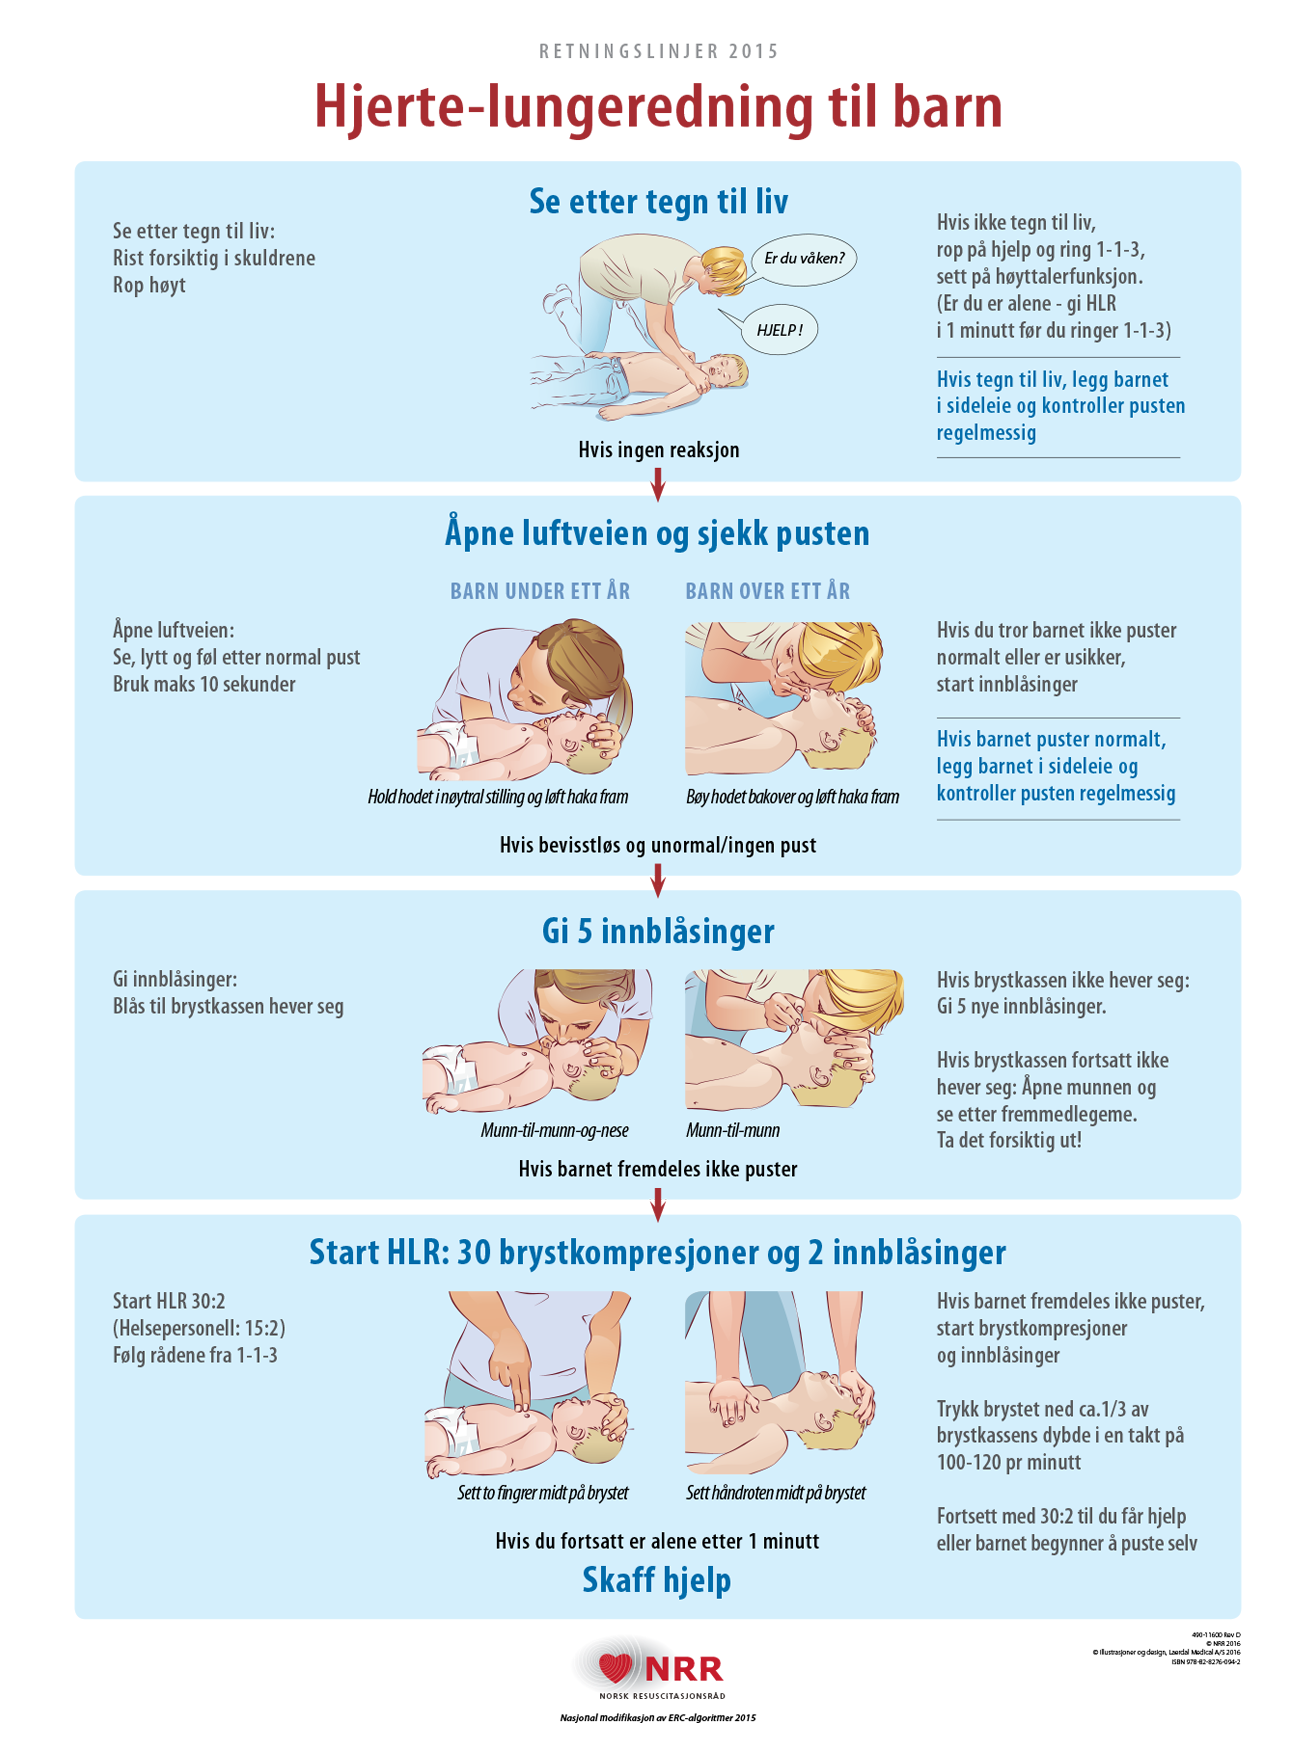 RETNINGSLINJER 2015
Hjerte-lungeredning til barn
Se etter tegn til liv
Se etter tegn til liv:
Rist forsiktig i skuldrene
Rop høyt
Er du våken?
HJELP !
Hvis ikke tegn til liv,
rop på hjelp og ring 1-1-3,
sett på høyttalerfunksjon.
(Er du er alene - gi HLR
i 1 minutt før du ringer 1-1-3)
Hvis tegn til liv, legg barnet
i sideleie og kontroller pusten
regelmessig
Hvis ingen reaksjon
Åpne luftveien og sjekk pusten
BARN UNDER ETT ÅR
BARN OVER ETT ÅR
Åpne luftveien:
Se, lytt og føl etter normal pust
Bruk maks 10 sekunder
Hold hodet i nøytral stilling og løft haka fram
Bøy hodet bakover og løft haka fram
Hvis du tror barnet ikke puster
normalt eller er usikker,
start innblåsinger
Hvis barnet puster normalt,
legg barnet i sideleie og
kontroller pusten regelmessig
Hvis bevisstløs og unormal/ingen pust
Gi 5 innblåsinger
Gi innblåsinger:
Blås til brystkassen hever seg
Munn-til-munn-og-nese
Munn-til-munn
Hvis brystkassen ikke hever seg:
Gi 5 nye innblåsinger.
Hvis brystkassen fortsatt ikke
hever seg: Åpne munnen og
se etter fremmedlegeme.
Ta det forsiktig ut!
Hvis barnet fremdeles ikke puster
Start HLR: 30 brystkompresjoner og 2 innblåsinger
Start HLR 30:2
(Helsepersonell: 15:2)
Følg rådene fra 1-1-3
Sett to fingrer midt på brystet
Sett håndroten midt på brystet
Hvis barnet fremdeles ikke puster,
start brystkompresjoner
og innblåsinger
Trykk brystet ned ca.1/3 av
brystkassens dybde i en takt på
100-120 pr minutt
Fortsett med 30:2 til du får hjelp
eller barnet begynner å puste selv
Hvis du fortsatt er alene etter 1 minutt
Skaff hjelp
490-11600 Rev D
© NRR 2016
© Illustrasjoner og design, Laerdal Medical A/S 2016
ISBN 978-82-8276-094-2
NRR
NORSK RESUSCITASJONSRÅD
Nasjonal modifikasjon av ERC-algoritmer 2015